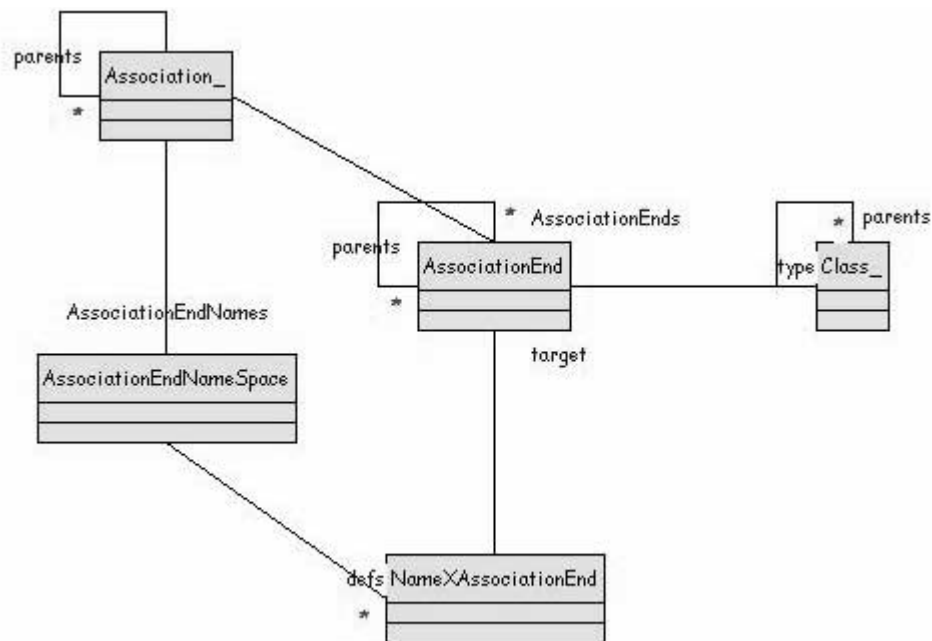 parents
Association_
*
* AssociationEnds
* parents
parents
AssociationEnd
type Class_
*
AssociationEndNames
target
AssociationEndNameSpace
defs NameXAssociationEnd
*